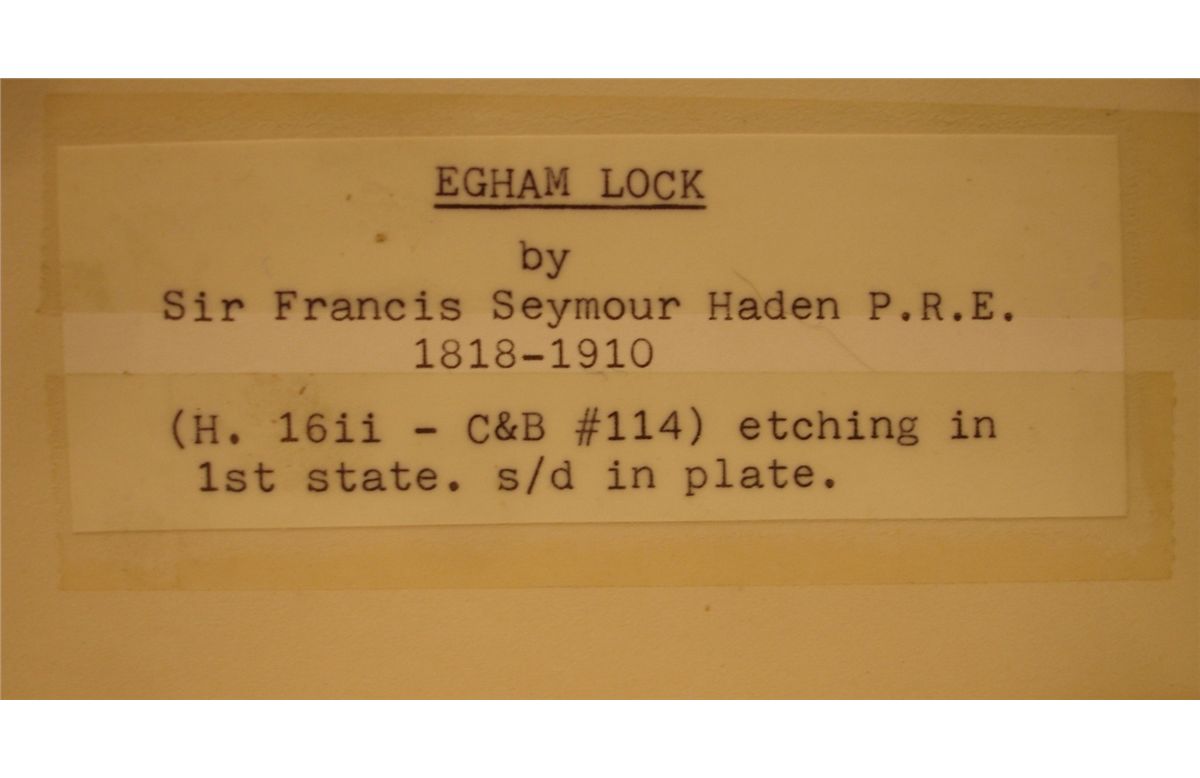 EGHAM LOCK
by
Sir Francis Seymour Haden P.R.E.
1818-1910
(H. 16ii - C&B #114) etching in
1st state. s/d in plate.